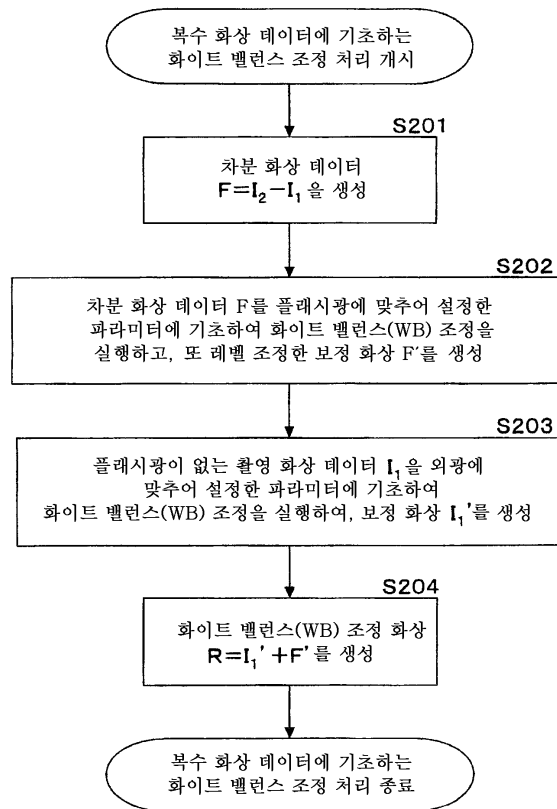 복수 화상 데이터에 기초하는
화이트 밸런스 조정 처리 개시
S201
차분 화상 데이터
F=I₂−I₁을 생성
S202
차분 화상 데이터 F를 플래시광에 맞추어 설정한
파라미터에 기초하여 화이트 밸런스(WB) 조정을
실행하고, 또 레벨 조정한 보정 화상 F'를 생성
S203
플래시광이 없는 촬영 화상 데이터 I₁을 외광에
맞추어 설정한 파라미터에 기초하여
화이트 밸런스(WB) 조정을 실행하여, 보정 화상 I₁'를 생성
S204
화이트 밸런스(WB) 조정 화상
R=I₁'+F'를 생성
복수 화상 데이터에 기초하는
화이트 밸런스 조정 처리 종료